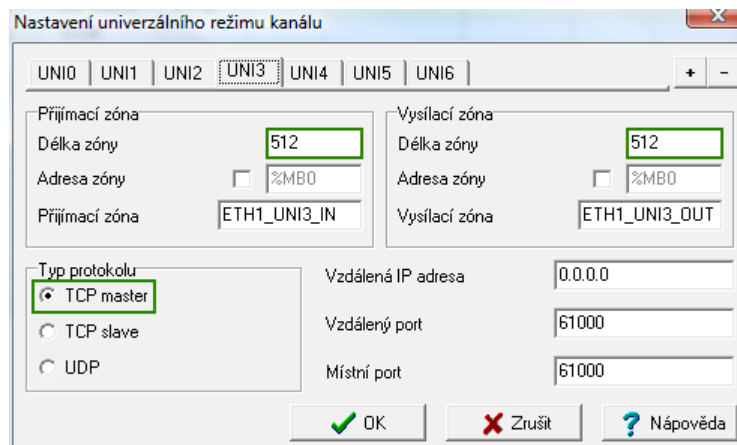 Nastavení univerzálního režimu kanálu
UNI0 UNI1 UNI2 UNI3 UNI4 UNI5 UNI6 + -
Přijímací zóna
Délka zóny 512
Adresa zóny %MB0
Přijímací zóna ETH1_UNI3_IN
Vysílací zóna
Délka zóny 512
Adresa zóny %MB0
Vysílací zóna ETH1_UNI3_OUT
Typ protokolu
TCP master
TCP slave
UDP
Vzdálená IP adresa 0.0.0.0
Vzdálený port 61000
Místní port 61000
OK Zrušit ? Nápověda